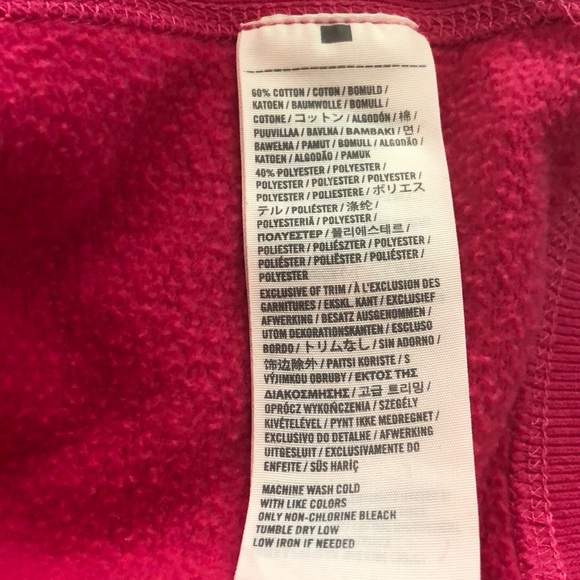 60% COTTON / COTON / BOMULD /
KATOEN / BAUMWOLLE / BOMULL /
COTONE / コットン / ALGODÓN / 棉 /
PUUVILLAA / BAVLNA / ΒΑΜΒΑΚΙ / 면 /
BAWEŁNA / PAMUT / BOMULL / ALGODÃO /
KATOEN / ALGODÃO / PAMUK
40% POLYESTER / POLYESTER /
POLYESTER / POLYESTER / POLYESTER /
POLYESTER / POLIESTERE / ポリエス
テル / POLIÉSTER / 涤纶 /
POLYESTERIÄ / POLYESTER /
ΠΟΛΥΕΣΤΕΡ / 폴리에스테르 /
POLIESTER / POLIÉSZTER / POLYESTER /
POLIÉSTER / POLIËSTER / POLIÉSTER /
POLYESTER
EXCLUSIVE OF TRIM / À L'EXCLUSION DES
GARNITURES / EKSKL. KANT / EXCLUSIEF
AFWERKING / BESATZ AUSGENOMMEN /
UTOM DEKORATIONSKANTEN / ESCLUSO
BORDO / トリムなし / SIN ADORNO /
饰边除外 / PAITSI KORISTE / S
VÝJIMKOU OBRUBY / ΕΚΤΟΣ ΤΗΣ
ΔΙΑΚΟΣΜΗΣΗΣ / 고급 트리밍 /
OPRÓCZ WYKOŃCZENIA / SZEGÉLY
KIVÉTELÉVEL / PYNT IKKE MEDREGNET /
EXCLUSIVO DO DETALHE / AFWERKING
UITGESLUIT / EXCLUSIVAMENTE DO
ENFEITE / SÜS HARİÇ
MACHINE WASH COLD
WITH LIKE COLORS
ONLY NON-CHLORINE BLEACH
TUMBLE DRY LOW
LOW IRON IF NEEDED